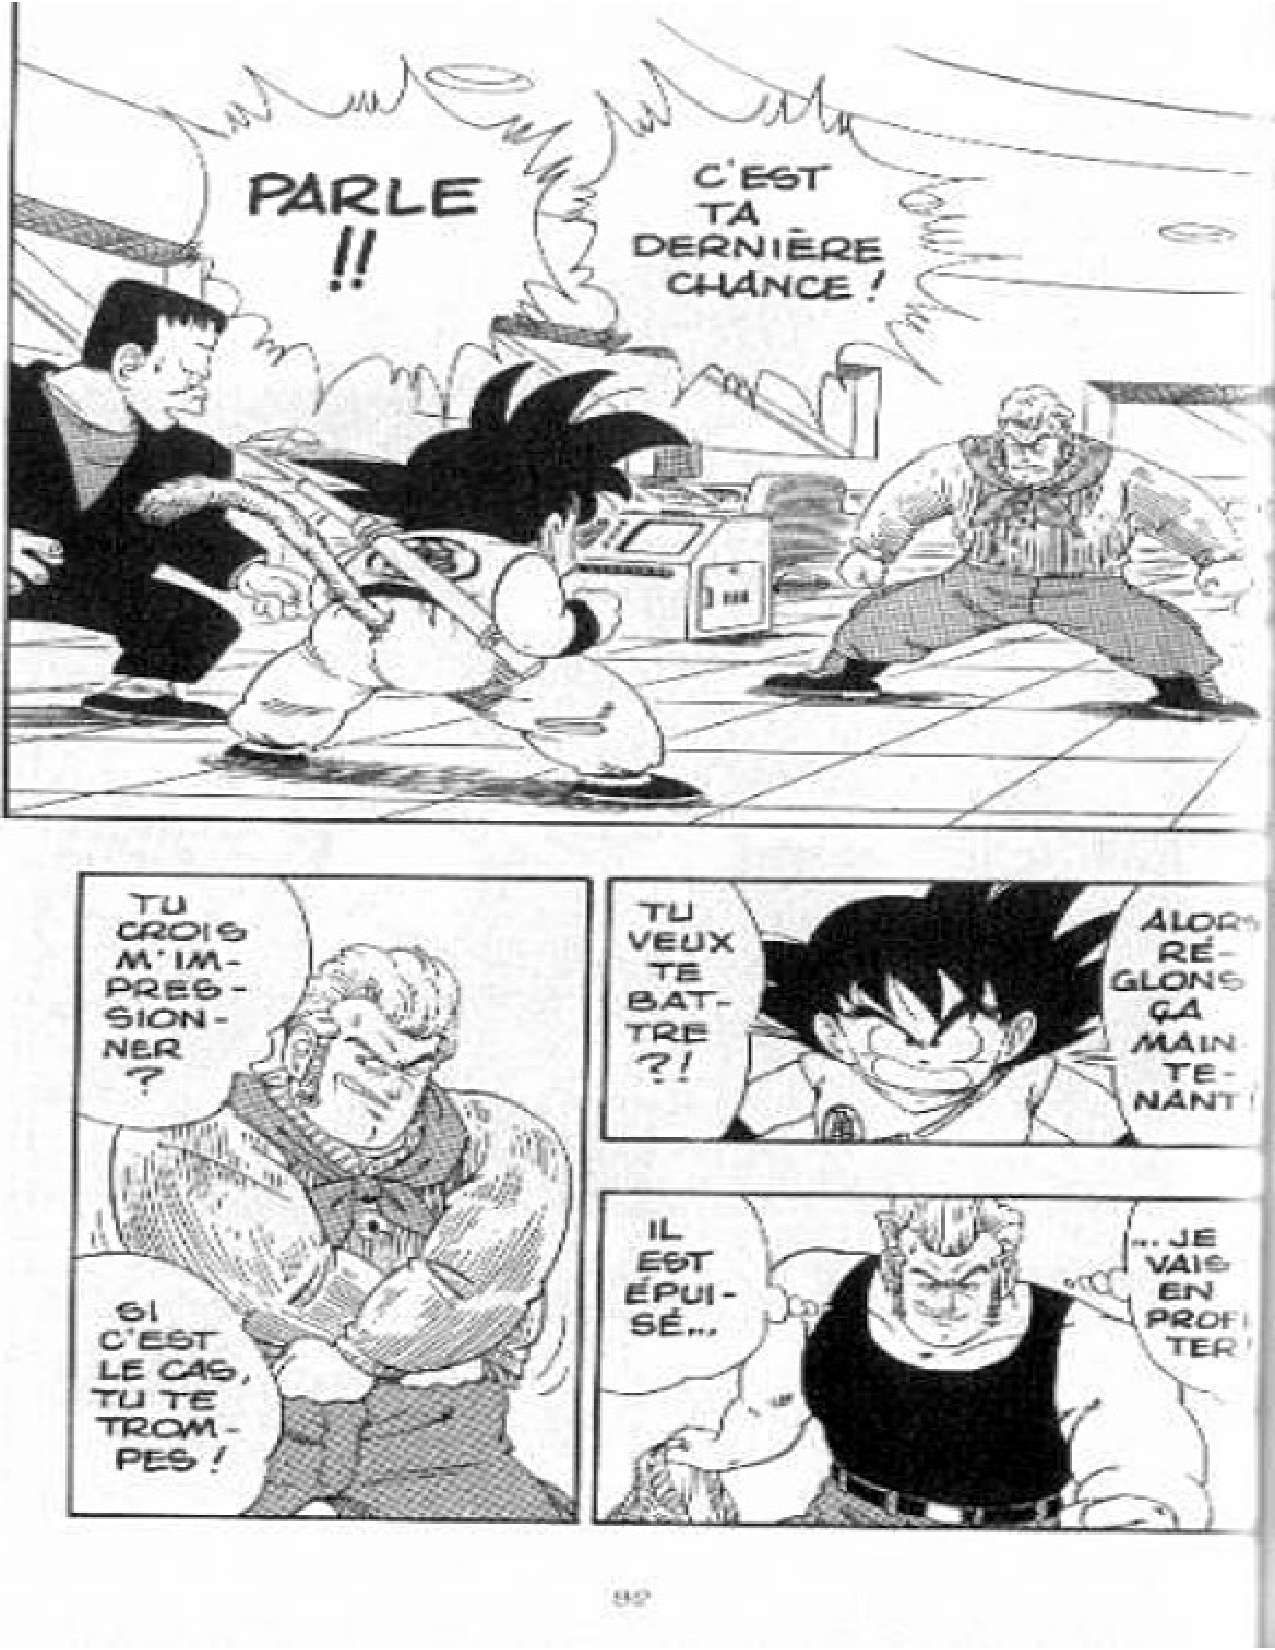 PARLE
!!
C'EST
TA
DERNIÈRE
CHANCE !
TU
CROIS
M'IM-
PRES-
SION-
NER
?
SI
C'EST
LE CAS,
TU TE
TROM-
PES !
TU
VEUX
TE
BAT-
TRE
?!
ALORS
RÉ-
GLONS
ÇA
MAIN-
TE-
NANT !
IL
EST
ÉPUI-
SÉ...
... JE
VAIS
EN
PROFI
TER !